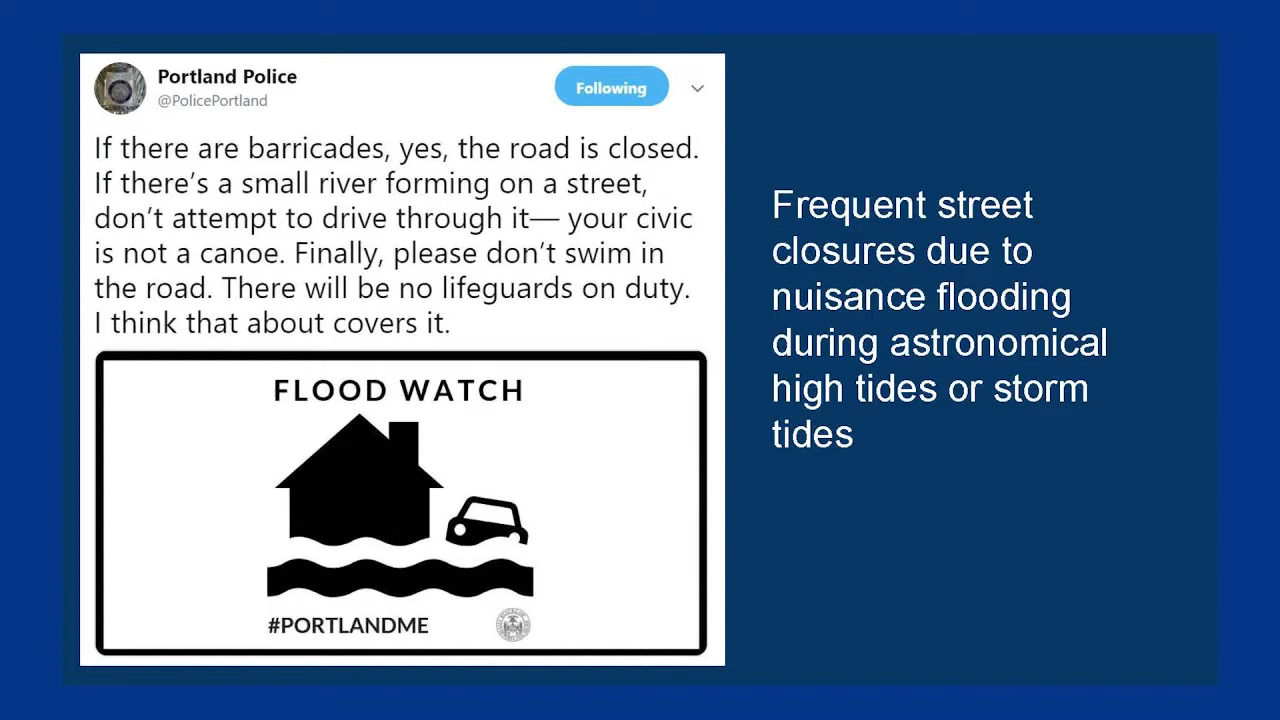 Portland Police
@PolicePortland
Following
If there are barricades, yes, the road is closed.
If there's a small river forming on a street,
don't attempt to drive through it— your civic
is not a canoe. Finally, please don't swim in
the road. There will be no lifeguards on duty.
I think that about covers it.
FLOOD WATCH
#PORTLANDME
Frequent street
closures due to
nuisance flooding
during astronomical
high tides or storm
tides